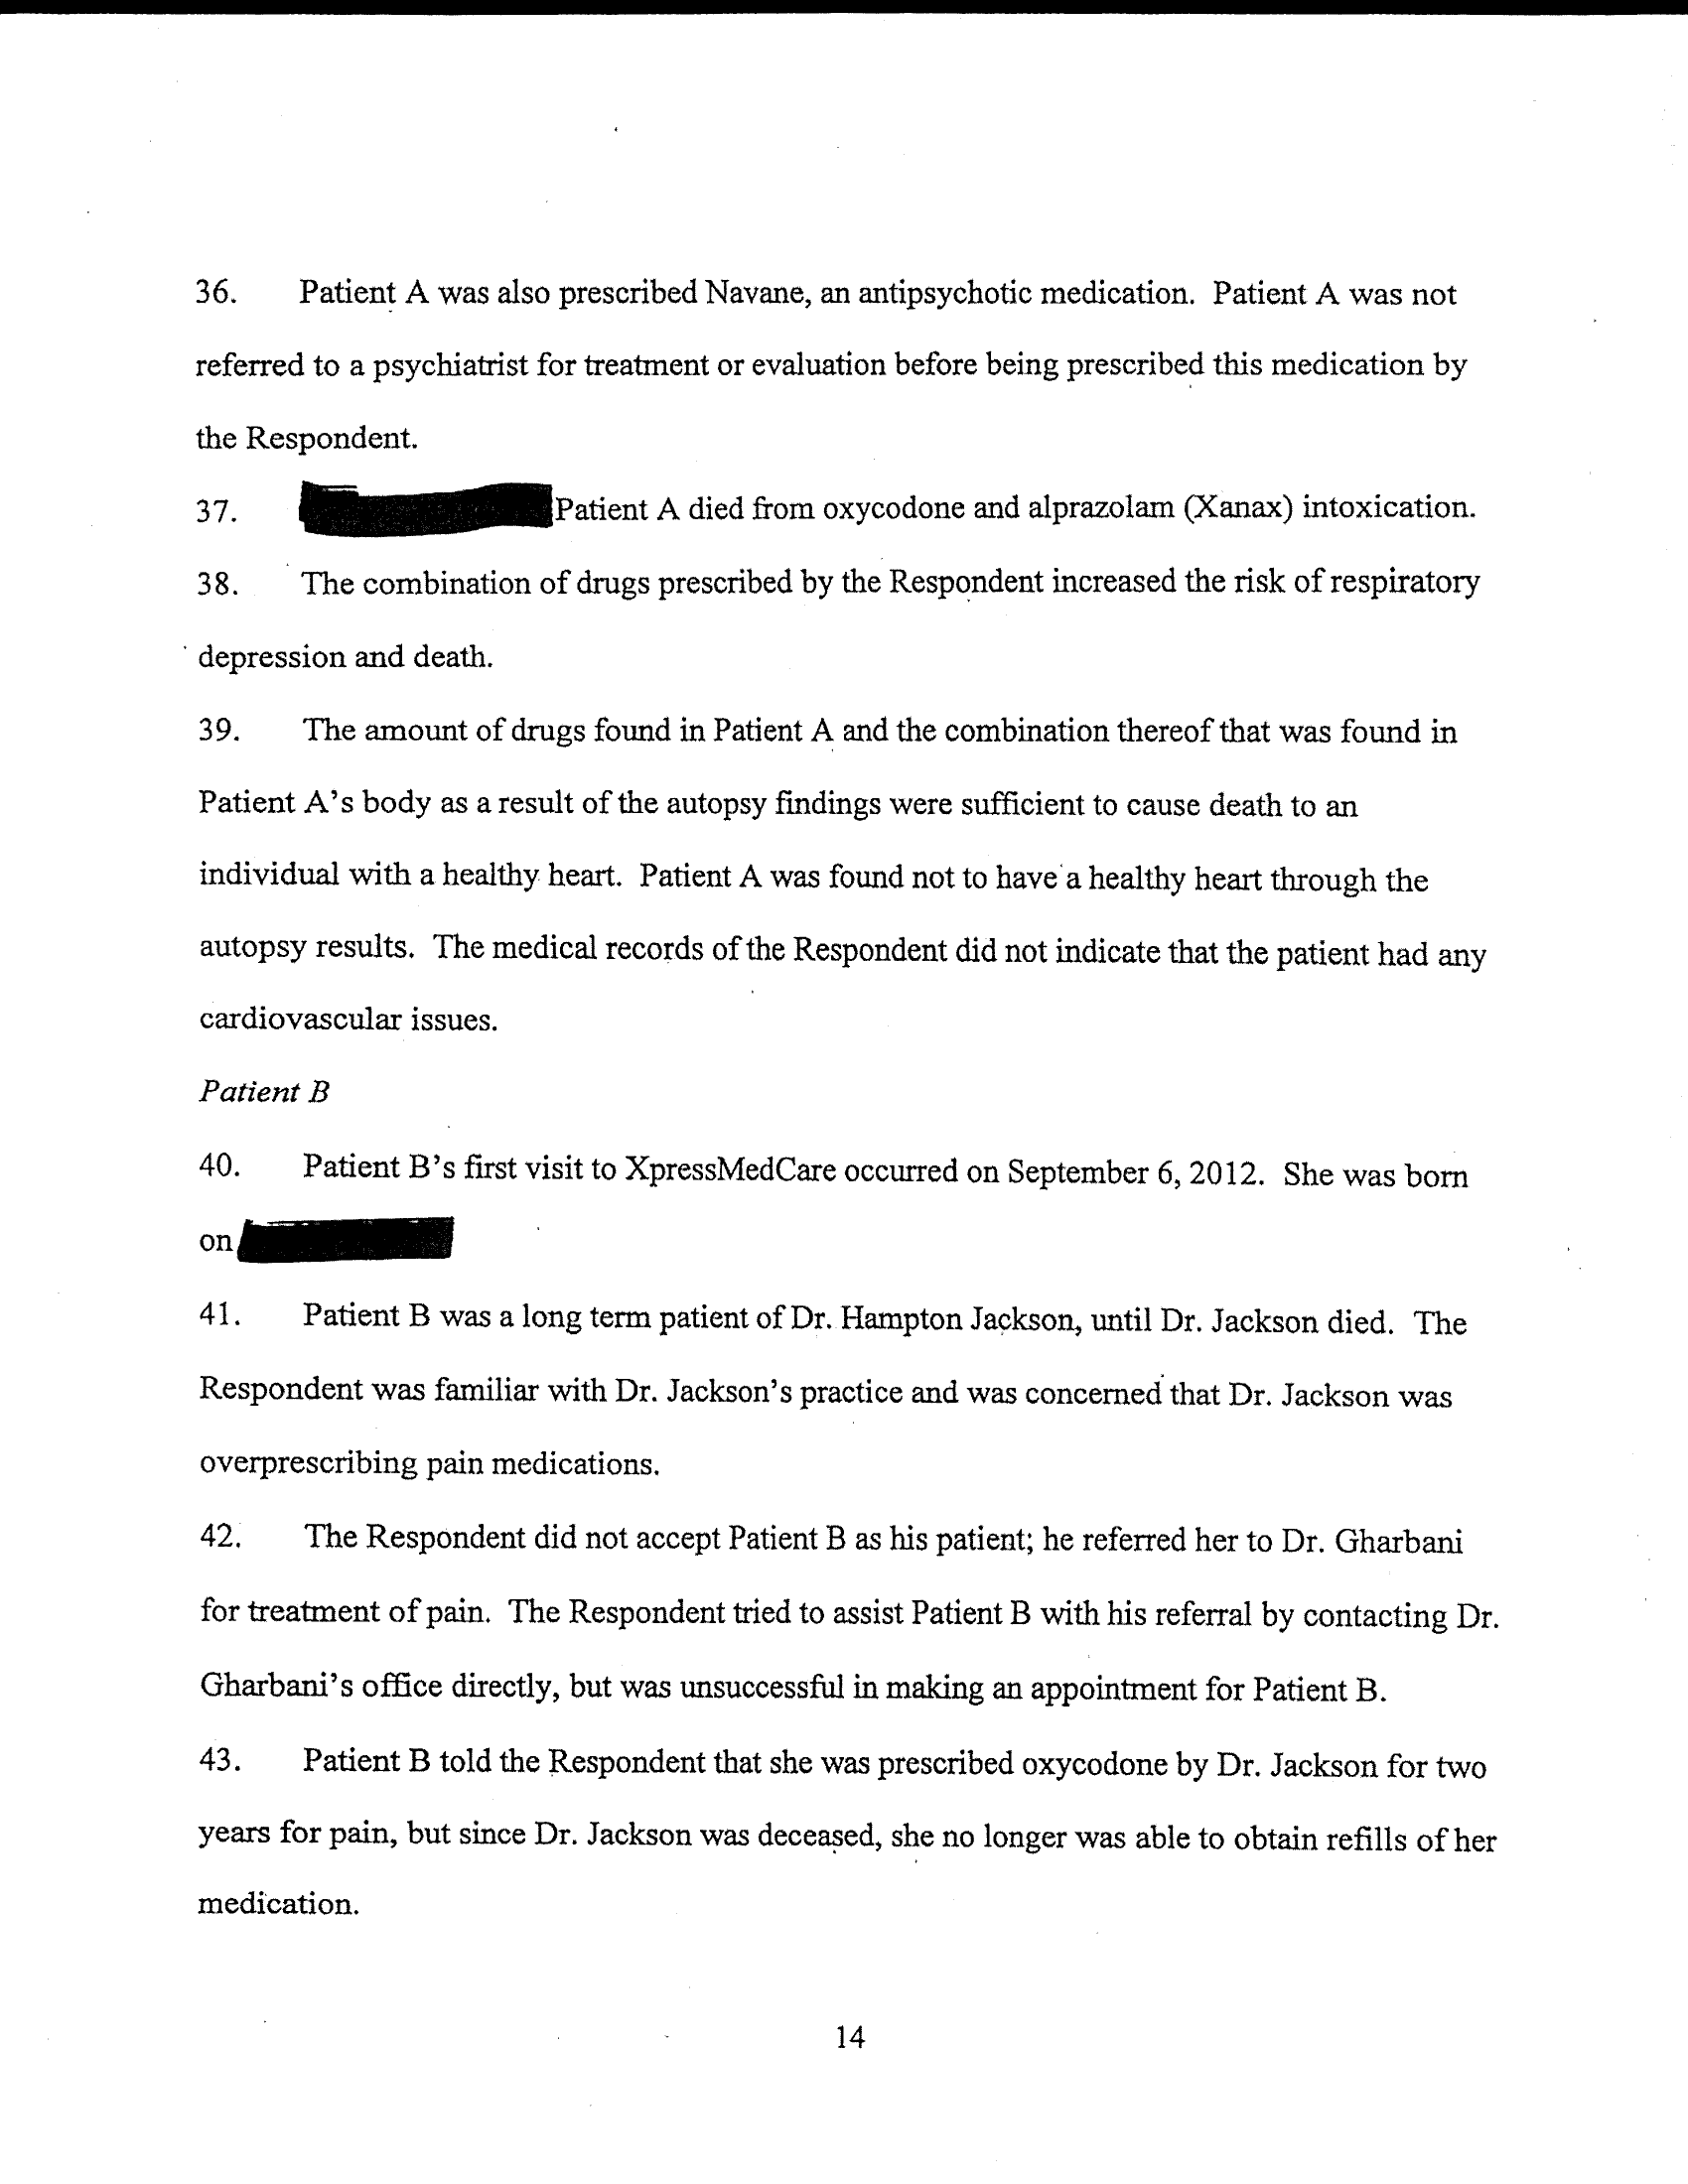 36. Patient A was also prescribed Navane, an antipsychotic medication. Patient A was not
referred to a psychiatrist for treatment or evaluation before being prescribed this medication by
the Respondent.
37. Patient A died from oxycodone and alprazolam (Xanax) intoxication.
38. The combination of drugs prescribed by the Respondent increased the risk of respiratory
depression and death.
39. The amount of drugs found in Patient A and the combination thereof that was found in
Patient A's body as a result of the autopsy findings were sufficient to cause death to an
individual with a healthy heart. Patient A was found not to have a healthy heart through the
autopsy results. The medical records of the Respondent did not indicate that the patient had any
cardiovascular issues.
Patient B
40. Patient B's first visit to XpressMedCare occurred on September 6, 2012. She was born
on
41. Patient B was a long term patient of Dr. Hampton Jackson, until Dr. Jackson died. The
Respondent was familiar with Dr. Jackson's practice and was concerned that Dr. Jackson was
overprescribing pain medications.
42. The Respondent did not accept Patient B as his patient; he referred her to Dr. Gharbani
for treatment of pain. The Respondent tried to assist Patient B with his referral by contacting Dr.
Gharbani's office directly, but was unsuccessful in making an appointment for Patient B.
43. Patient B told the Respondent that she was prescribed oxycodone by Dr. Jackson for two
years for pain, but since Dr. Jackson was deceased, she no longer was able to obtain refills of her
medication.
14